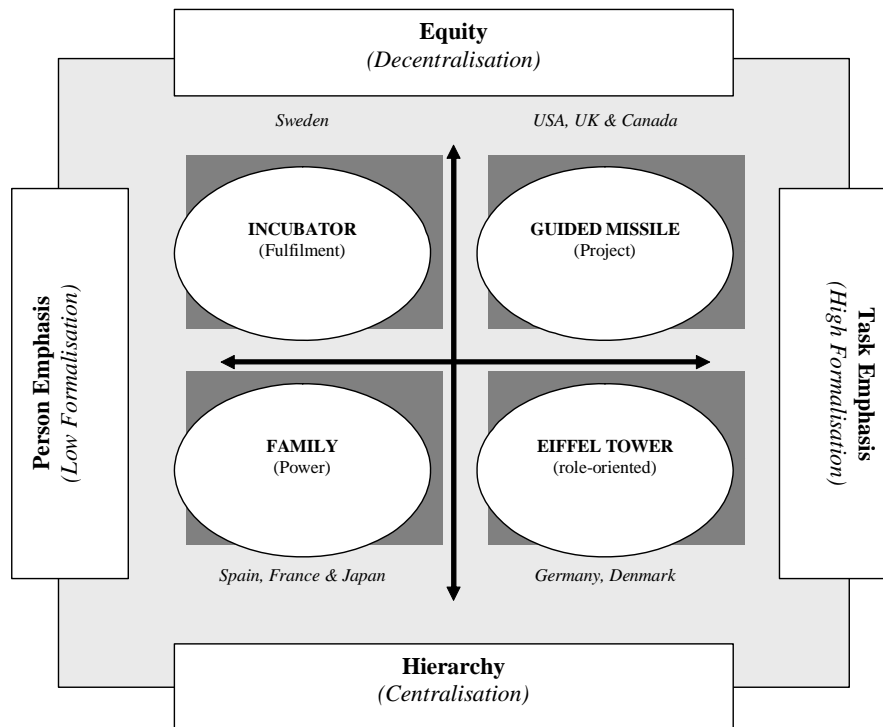 Equity
(Decentralisation)
Sweden
USA, UK & Canada
INCUBATOR
(Fulfilment)
GUIDED MISSILE
(Project)
Person Emphasis
(Low Formalisation)
Task Emphasis
(High Formalisation)
FAMILY
(Power)
EIFFEL TOWER
(role-oriented)
Spain, France & Japan
Germany, Denmark
Hierarchy
(Centralisation)